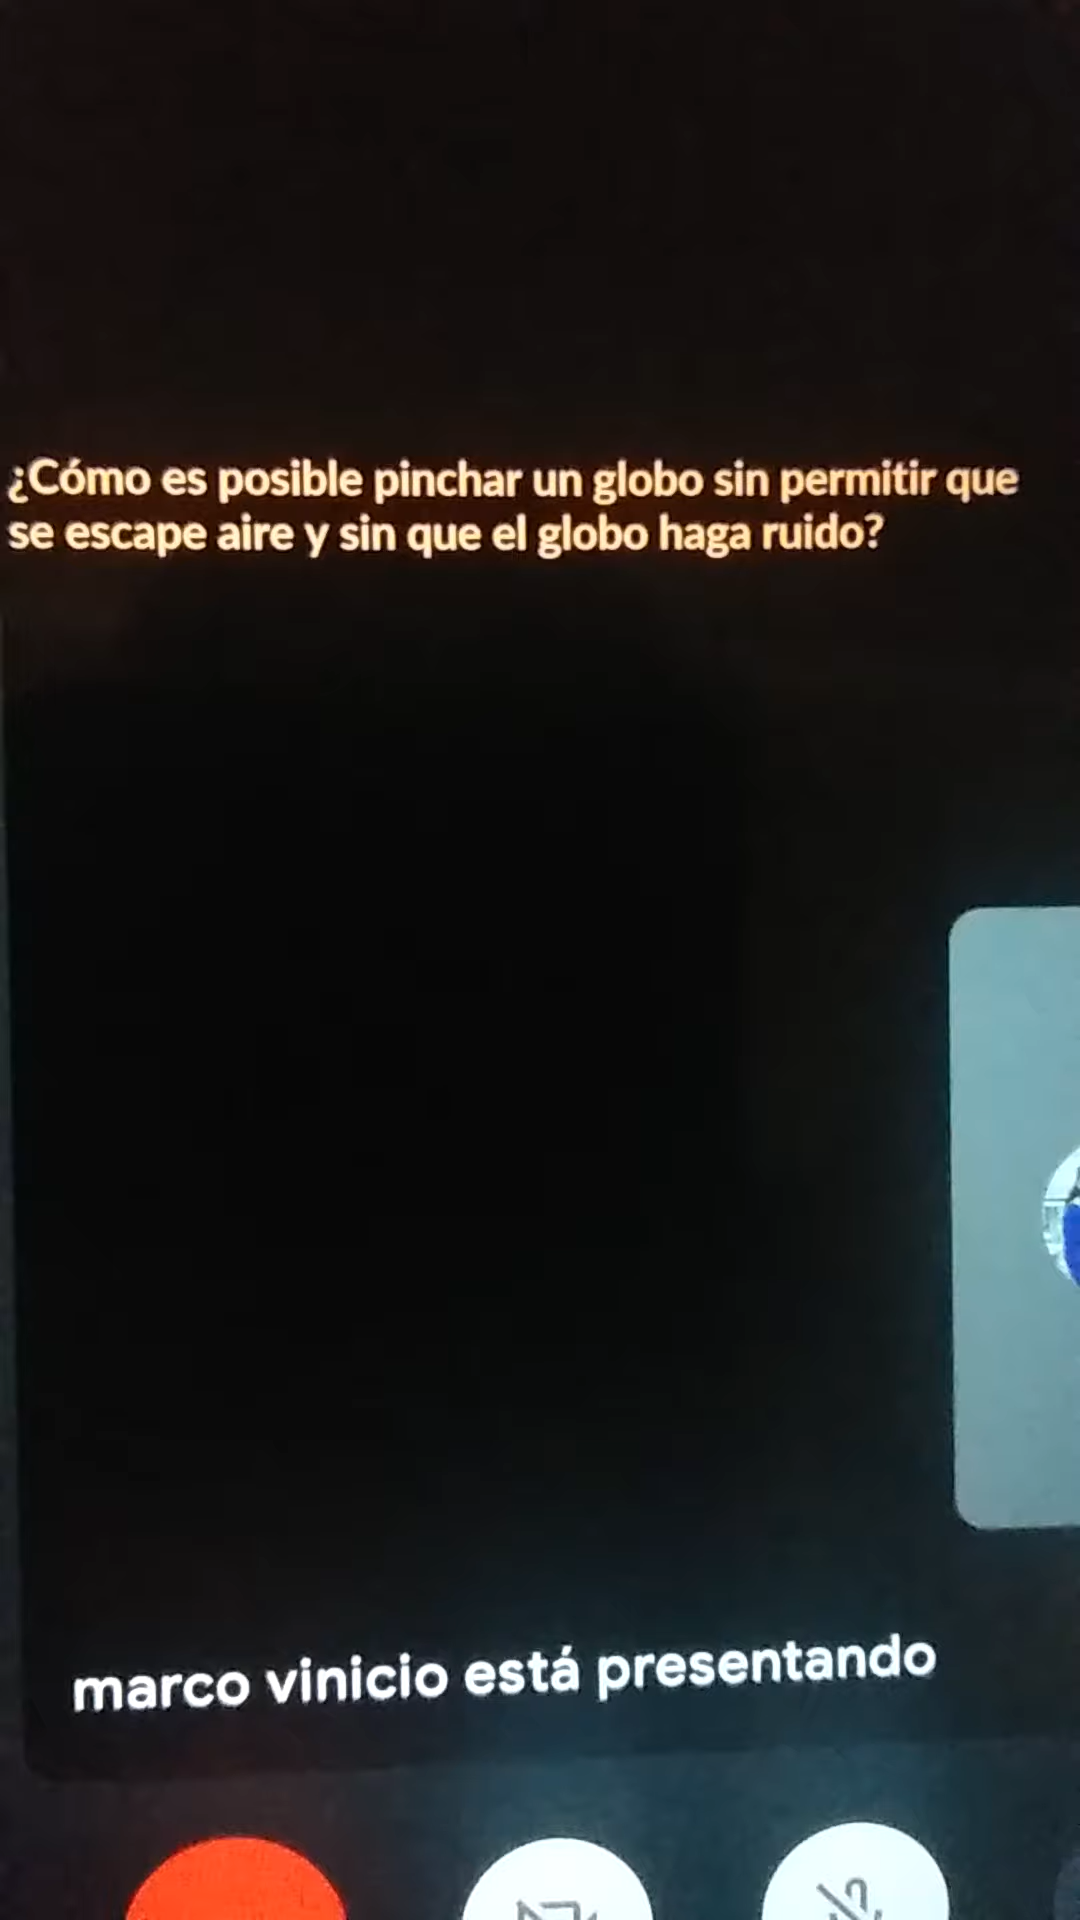 ¿Cómo es posible pinchar un globo sin permitir que
se escape aire y sin que el globo haga ruido?
marco vinicio está presentando